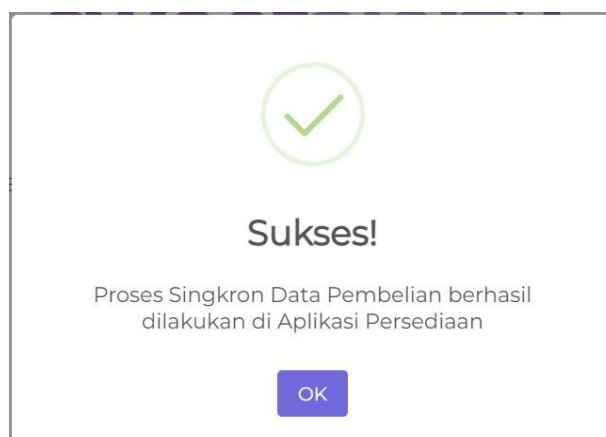 Sukses!
Proses Singkron Data Pembelian berhasil
dilakukan di Aplikasi Persediaan
OK